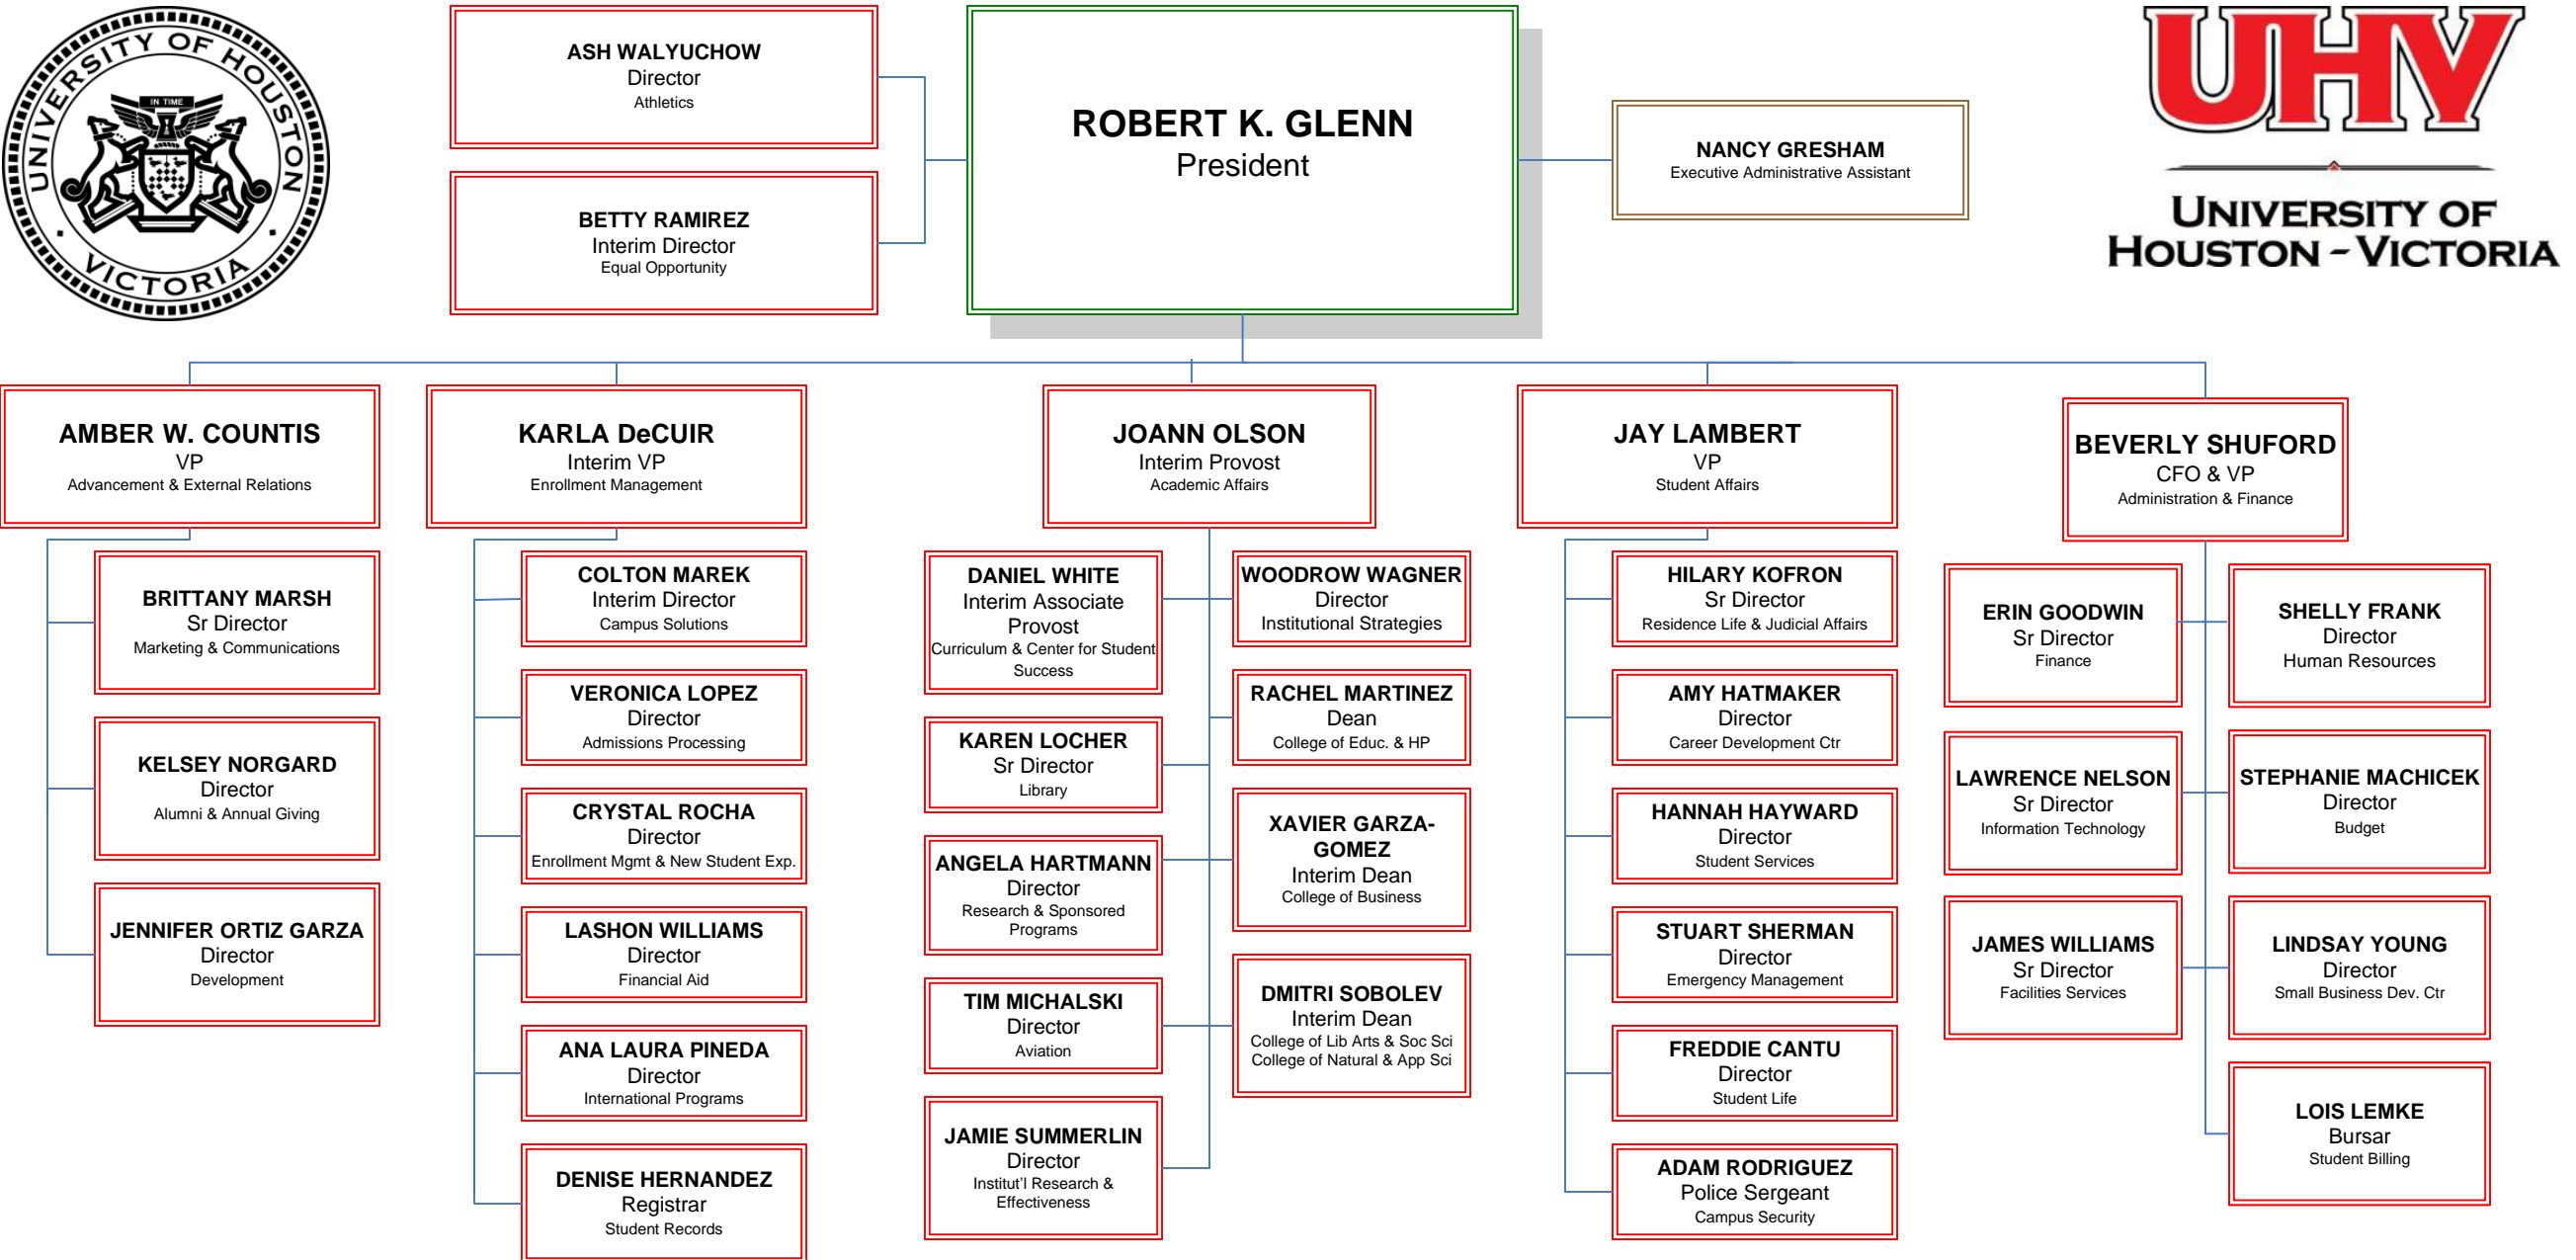 UNIVERSITY OF HOUSTON
VICTORIA
IN TIME
ASH WALYUCHOW
Director
Athletics
BETTY RAMIREZ
Interim Director
Equal Opportunity
ROBERT K. GLENN
President
NANCY GRESHAM
Executive Administrative Assistant
UHV
UNIVERSITY OF
HOUSTON - VICTORIA
AMBER W. COUNTIS
VP
Advancement & External Relations
BRITTANY MARSH
Sr Director
Marketing & Communications
KELSEY NORGARD
Director
Alumni & Annual Giving
JENNIFER ORTIZ GARZA
Director
Development
KARLA DeCUIR
Interim VP
Enrollment Management
COLTON MAREK
Interim Director
Campus Solutions
VERONICA LOPEZ
Director
Admissions Processing
CRYSTAL ROCHA
Director
Enrollment Mgmt & New Student Exp.
LASHON WILLIAMS
Director
Financial Aid
ANA LAURA PINEDA
Director
International Programs
DENISE HERNANDEZ
Registrar
Student Records
JOANN OLSON
Interim Provost
Academic Affairs
DANIEL WHITE
Interim Associate
Provost
Curriculum & Center for Student
Success
KAREN LOCHER
Sr Director
Library
ANGELA HARTMANN
Director
Research & Sponsored
Programs
TIM MICHALSKI
Director
Aviation
JAMIE SUMMERLIN
Director
Institut'l Research &
Effectiveness
WOODROW WAGNER
Director
Institutional Strategies
RACHEL MARTINEZ
Dean
College of Educ. & HP
XAVIER GARZA-
GOMEZ
Interim Dean
College of Business
DMITRI SOBOLEV
Interim Dean
College of Lib Arts & Soc Sci
College of Natural & App Sci
JAY LAMBERT
VP
Student Affairs
HILARY KOFRON
Sr Director
Residence Life & Judicial Affairs
AMY HATMAKER
Director
Career Development Ctr
HANNAH HAYWARD
Director
Student Services
STUART SHERMAN
Director
Emergency Management
FREDDIE CANTU
Director
Student Life
ADAM RODRIGUEZ
Police Sergeant
Campus Security
BEVERLY SHUFORD
CFO & VP
Administration & Finance
ERIN GOODWIN
Sr Director
Finance
LAWRENCE NELSON
Sr Director
Information Technology
JAMES WILLIAMS
Sr Director
Facilities Services
SHELLY FRANK
Director
Human Resources
STEPHANIE MACHICEK
Director
Budget
LINDSAY YOUNG
Director
Small Business Dev. Ctr
LOIS LEMKE
Bursar
Student Billing